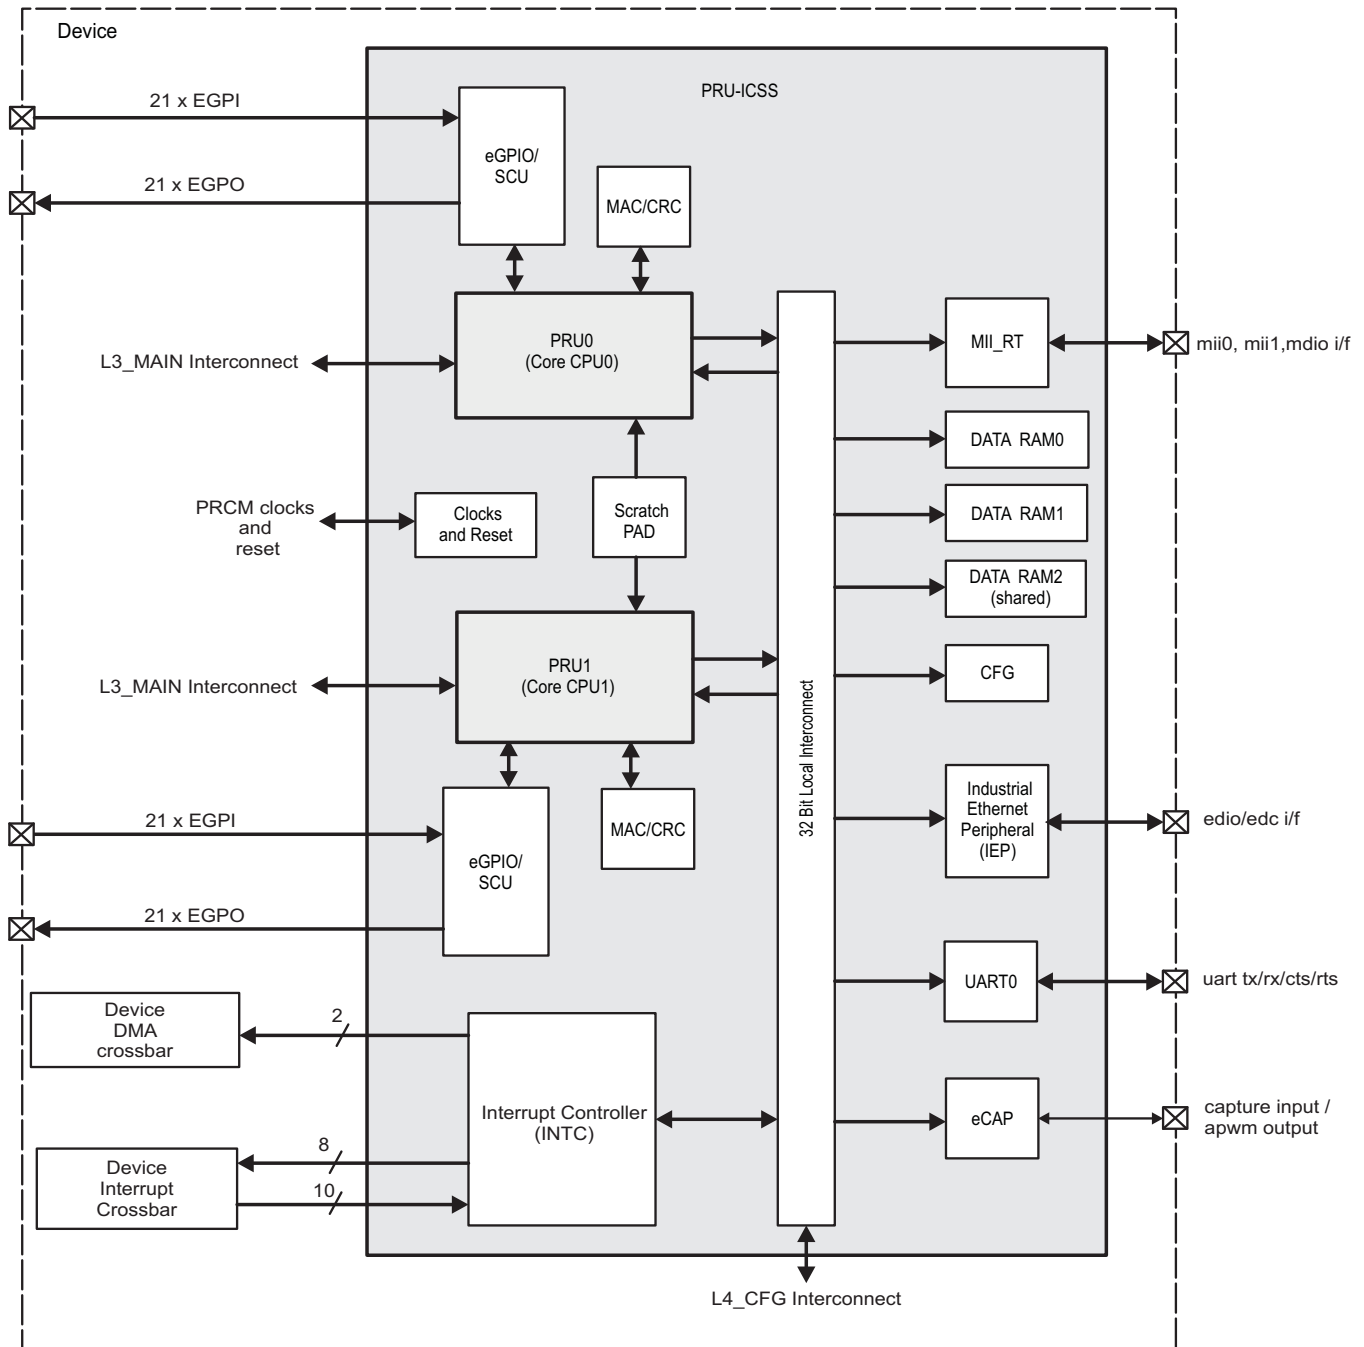 Device
PRU-ICSS
21 x EGPI
eGPIO/
SCU
21 x EGPO
MAC/CRC
PRU0
(Core CPU0)
L3_MAIN Interconnect
MII_RT
mii0, mii1,mdio i/f
DATA RAM0
PRCM clocks
and
reset
Clocks
and Reset
Scratch
PAD
DATA RAM1
DATA RAM2
(shared)
PRU1
(Core CPU1)
L3_MAIN Interconnect
CFG
32 Bit Local Interconnect
21 x EGPI
eGPIO/
SCU
MAC/CRC
Industrial
Ethernet
Peripheral
(IEP)
edio/edc i/f
21 x EGPO
UART0
uart tx/rx/cts/rts
Device
DMA
crossbar
2
Interrupt Controller
(INTC)
eCAP
capture input /
apwm output
Device
Interrupt
Crossbar
8
10
L4_CFG Interconnect